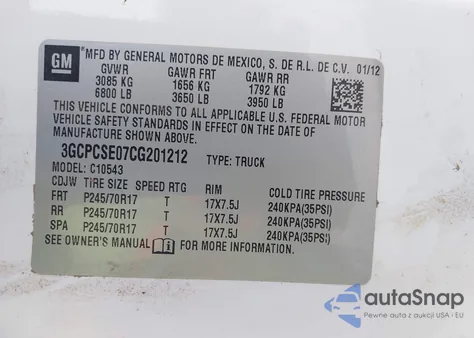 GM
MFD BY GENERAL MOTORS DE MEXICO, S. DE R.L. DE C.V. 01/12
GVWR GAWR FRT GAWR RR
3085 KG 1656 KG 1792 KG
6800 LB 3650 LB 3950 LB
THIS VEHICLE CONFORMS TO ALL APPLICABLE U.S. FEDERAL MOTOR
VEHICLE SAFETY STANDARDS IN EFFECT ON THE DATE OF
MANUFACTURE SHOWN ABOVE.
3GCPCSE07CG201212 TYPE: TRUCK
MODEL: C10543
CDJW TIRE SIZE SPEED RTG RIM COLD TIRE PRESSURE
FRT P245/70R17 T 17X7.5J 240KPA(35PSI)
RR P245/70R17 T 17X7.5J 240KPA(35PSI)
SPA P245/70R17 T 17X7.5J 240KPA(35PSI)
SEE OWNER'S MANUAL FOR MORE INFORMATION.
autoSnap
Pewne auta z aukcji USA i EU